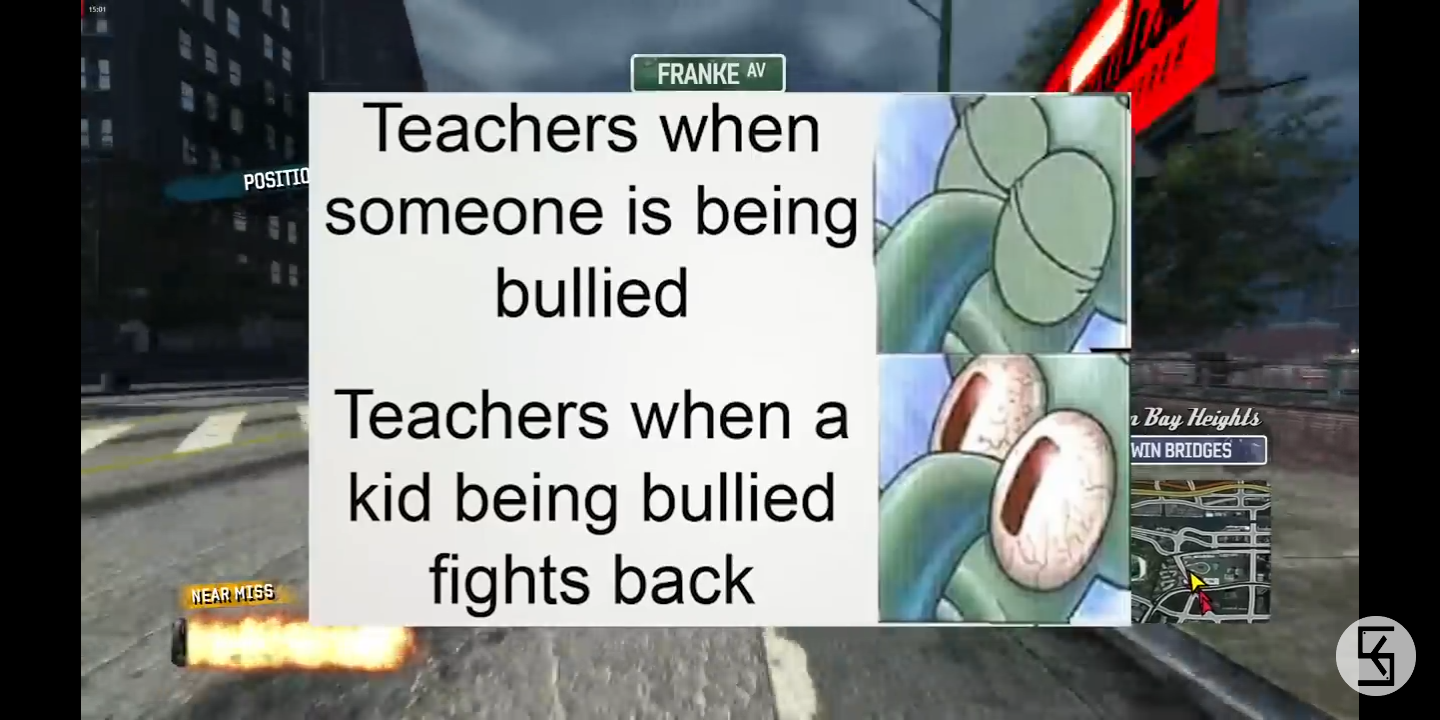 15:01
FRANKE AV
Teachers when
someone is being
bullied
POSITIO
Teachers when a
kid being bullied
fights back
n Bay Heights
WIN BRIDGES
NEAR MISS